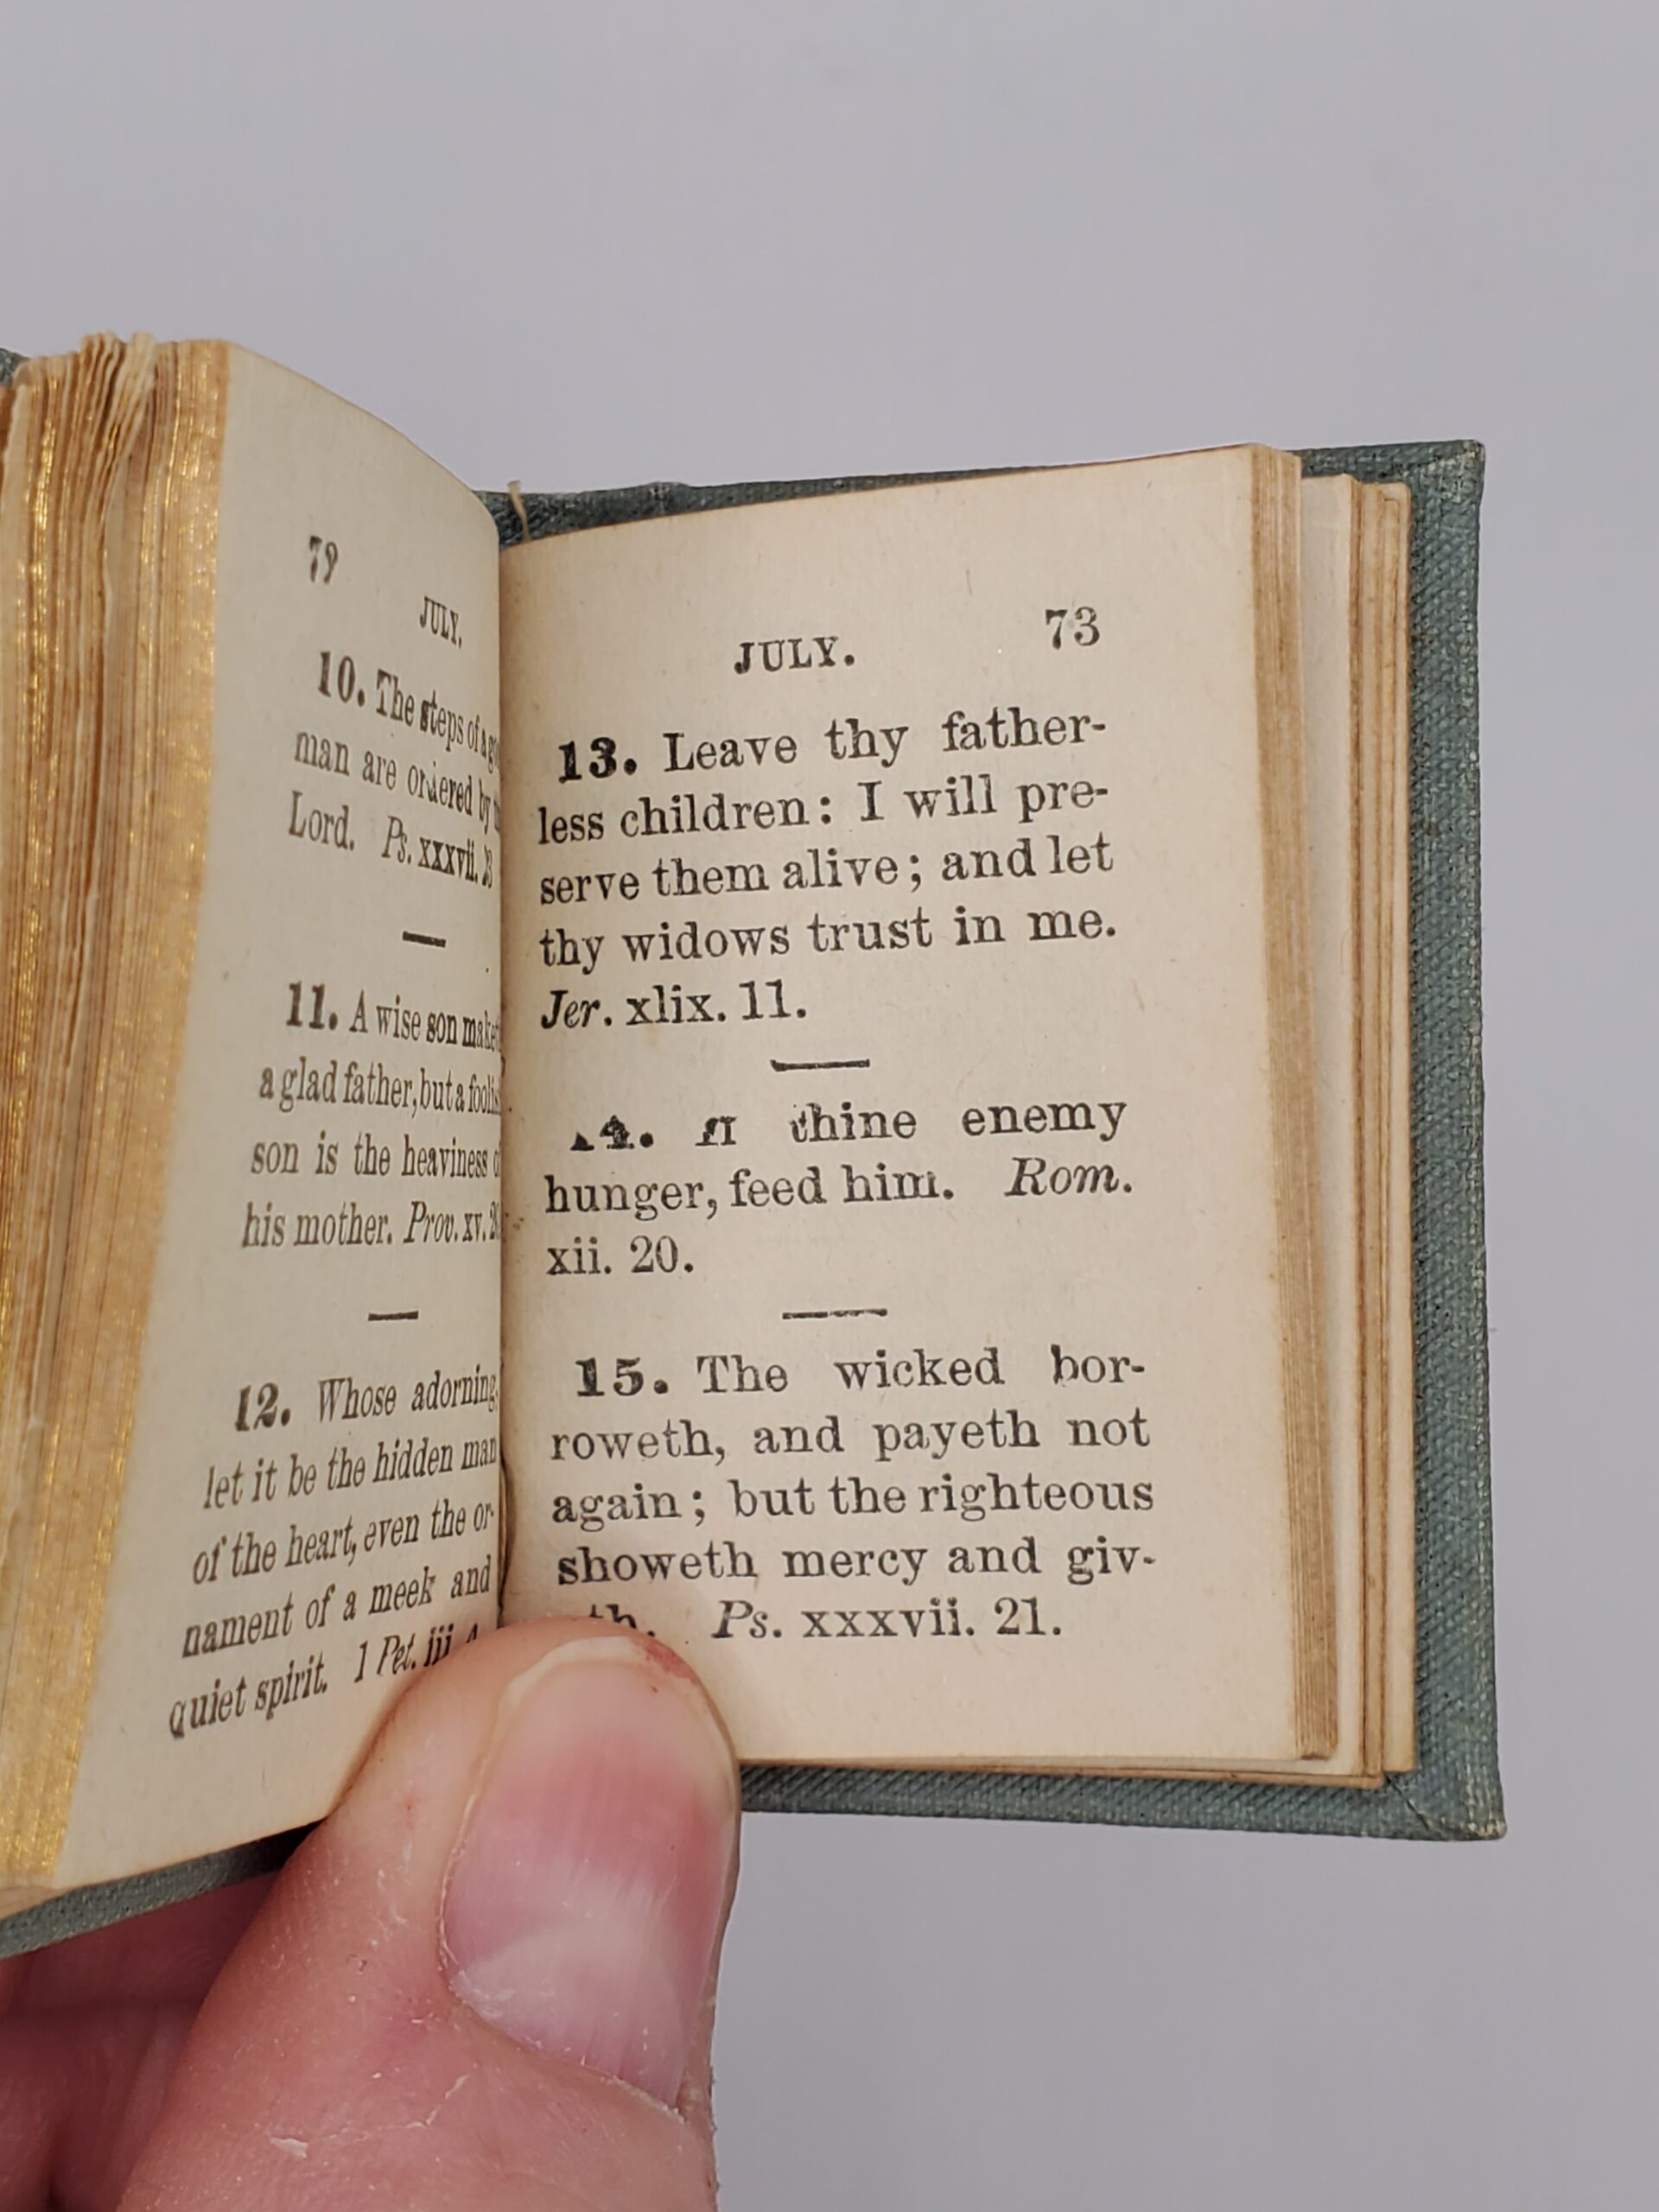 72
JULY.
10. The steps of a
man are ordered by
Lord. Ps. xxxvii. 23
11. A wise son
a glad father, but a
son is the heaviness
his mother. Prov. xv.
12. Whose adorning
let it be the hidden man
of the heart, even the or-
nament of a meek and
quiet spirit. 1 Pet. iii.
JULY. 73
13. Leave thy father-
less children: I will pre-
serve them alive; and let
thy widows trust in me.
Jer. xlix. 11.
14. If thine enemy
hunger, feed him. Rom.
xii. 20.
15. The wicked bor-
roweth, and payeth not
again; but the righteous
showeth mercy and giv-
Ps. xxxvii. 21.